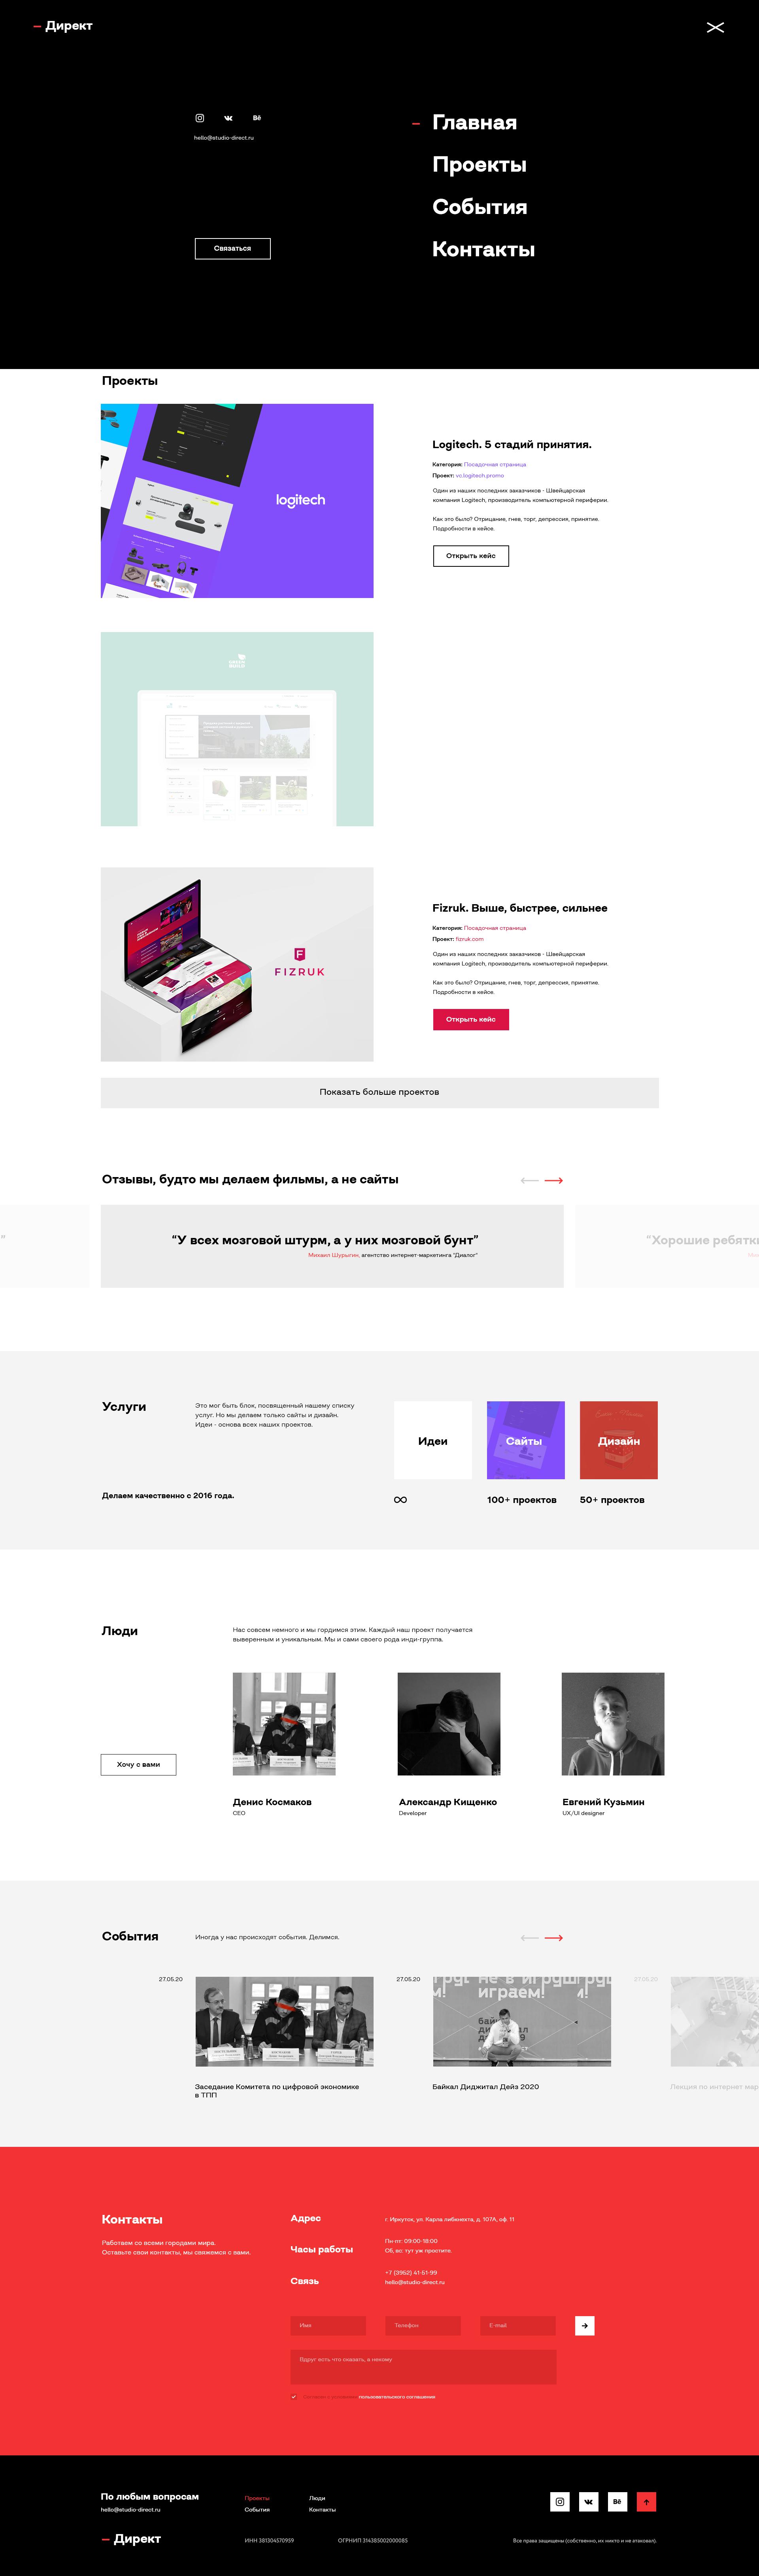 Директ
hello@studio-direct.ru
Связаться
Главная
Проекты
События
Контакты
Проекты
logitech
Logitech. 5 стадий принятия.
Категория: Посадочная страница
Проект: vc.logitech.promo
Один из наших последних заказчиков - Швейцарская
компания Logitech, производитель компьютерной периферии.
Как это было? Отрицание, гнев, торг, депрессия, принятие.
Подробности в кейсе.
Открыть кейс
FIZRUK
Fizruk. Выше, быстрее, сильнее
Категория: Посадочная страница
Проект: fizruk.com
Один из наших последних заказчиков - Швейцарская
компания Logitech, производитель компьютерной периферии.
Как это было? Отрицание, гнев, торг, депрессия, принятие.
Подробности в кейсе.
Открыть кейс
Показать больше проектов
Отзывы, будто мы делаем фильмы, а не сайты
”
“У всех мозговой штурм, а у них мозговой бунт”
Михаил Шурыгин, агентство интернет-маркетинга "Диалог"
“Хорошие ребятк
Услуги
Это мог быть блок, посвященный нашему списку
услуг. Но мы делаем только сайты и дизайн.
Идеи - основа всех наших проектов.
Делаем качественно с 2016 года.
Идеи
Сайты
Дизайн
∞
100+ проектов
50+ проектов
Люди
Нас совсем немного и мы гордимся этим. Каждый наш проект получается
выверенным и уникальным. Мы и сами своего рода инди-группа.
Хочу с вами
Денис Космаков
CEO
Александр Кищенко
Developer
Евгений Кузьмин
UX/UI designer
События
Иногда у нас происходят события. Делимся.
27.05.20
Заседание Комитета по цифровой экономике
в ТПП
27.05.20
не в игруш
играем!
играем!
Байкал Диджитал Дейз 2020
27.05.20
Лекция по интернет мар
Контакты
Работаем со всеми городами мира.
Оставьте свои контакты, мы свяжемся с вами.
Адрес
г. Иркутск, ул. Карла либкнехта, д. 107А, оф. 11
Часы работы
Пн-пт: 09:00-18:00
Сб, вс: тут уж простите.
Связь
+7 (3952) 41-51-99
hello@studio-direct.ru
Имя
Телефон
E-mail
Вдруг есть что сказать, а некому
пользовательского соглашения
По любым вопросам
hello@studio-direct.ru
Проекты
События
Люди
Контакты
Bē
Директ
ИНН 381304570959
ОГРНИП 314385002000085
Все права защищены (собственно, их никто и не атаковал).